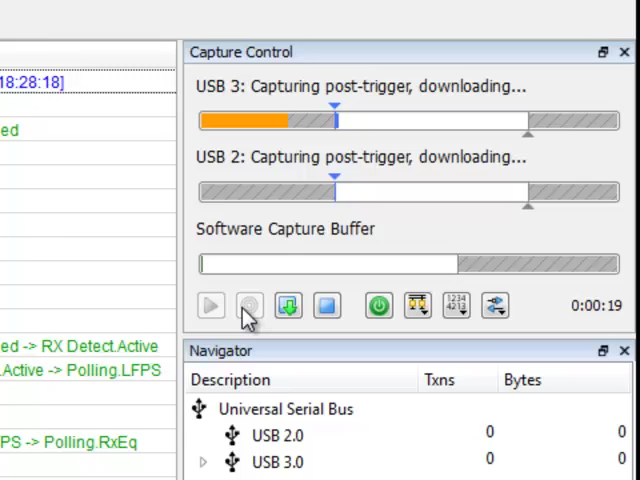 Capture Control
18:28:18]
USB 3: Capturing post-trigger, downloading...
ed
USB 2: Capturing post-trigger, downloading...
Software Capture Buffer
1234
4213
0:00:19
ed -> RX Detect.Active
Navigator
.Active -> Polling.LFPS
Description Txns Bytes
Universal Serial Bus
USB 2.0 0 0
PS -> Polling.RxEq
USB 3.0 0 0